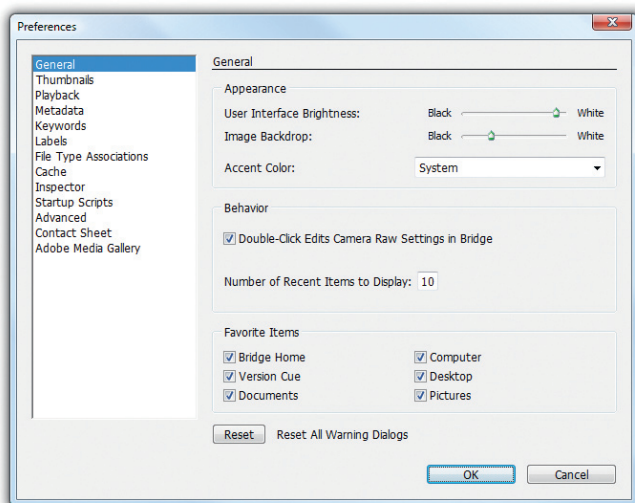 Preferences
General
Thumbnails
Playback
Metadata
Keywords
Labels
File Type Associations
Cache
Inspector
Startup Scripts
Advanced
Contact Sheet
Adobe Media Gallery
General
Appearance
User Interface Brightness: Black White
Image Backdrop: Black White
Accent Color: System
Behavior
Double-Click Edits Camera Raw Settings in Bridge
Number of Recent Items to Display: 10
Favorite Items
Bridge Home Computer
Version Cue Desktop
Documents Pictures
Reset Reset All Warning Dialogs
OK Cancel